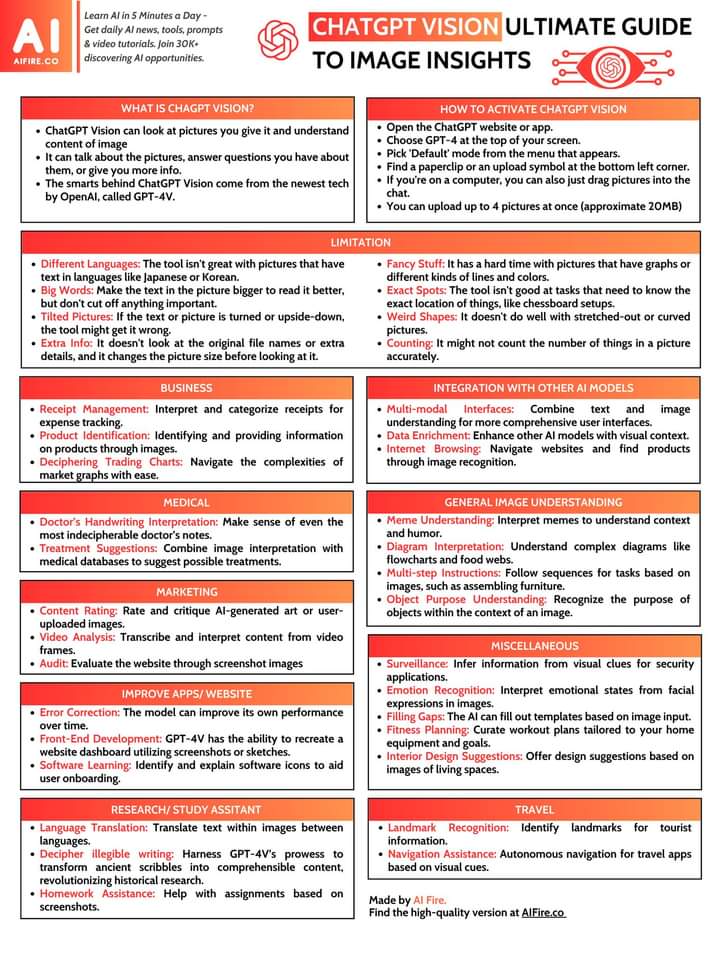 AI
AIFIRE.CO
Learn AI in 5 Minutes a Day -
Get daily AI news, tools, prompts
& video tutorials. Join 30K+
discovering AI opportunities.
CHATGPT VISION ULTIMATE GUIDE
TO IMAGE INSIGHTS
WHAT IS CHAGPT VISION?
• ChatGPT Vision can look at pictures you give it and understand
content of image
• It can talk about the pictures, answer questions you have about
them, or give you more info.
• The smarts behind ChatGPT Vision come from the newest tech
by OpenAI, called GPT-4V.
HOW TO ACTIVATE CHATGPT VISION
• Open the ChatGPT website or app.
• Choose GPT-4 at the top of your screen.
• Pick 'Default' mode from the menu that appears.
• Find a paperclip or an upload symbol at the bottom left corner.
• If you're on a computer, you can also just drag pictures into the
chat.
• You can upload up to 4 pictures at once (approximate 20MB)
LIMITATION
• Different Languages: The tool isn't great with pictures that have
text in languages like Japanese or Korean.
• Big Words: Make the text in the picture bigger to read it better,
but don't cut off anything important.
• Tilted Pictures: If the text or picture is turned or upside-down,
the tool might get it wrong.
• Extra Info: It doesn't look at the original file names or extra
details, and it changes the picture size before looking at it.
• Fancy Stuff: It has a hard time with pictures that have graphs or
different kinds of lines and colors.
• Exact Spots: The tool isn't good at tasks that need to know the
exact location of things, like chessboard setups.
• Weird Shapes: It doesn't do well with stretched-out or curved
pictures.
• Counting: It might not count the number of things in a picture
accurately.
BUSINESS
• Receipt Management: Interpret and categorize receipts for
expense tracking.
• Product Identification: Identifying and providing information
on products through images.
• Deciphering Trading Charts: Navigate the complexities of
market graphs with ease.
INTEGRATION WITH OTHER AI MODELS
• Multi-modal Interfaces: Combine text and image
understanding for more comprehensive user interfaces.
• Data Enrichment: Enhance other AI models with visual context.
• Internet Browsing: Navigate websites and find products
through image recognition.
MEDICAL
• Doctor's Handwriting Interpretation: Make sense of even the
most indecipherable doctor's notes.
• Treatment Suggestions: Combine image interpretation with
medical databases to suggest possible treatments.
GENERAL IMAGE UNDERSTANDING
• Meme Understanding: Interpret memes to understand context
and humor.
• Diagram Interpretation: Understand complex diagrams like
flowcharts and food webs.
• Multi-step Instructions: Follow sequences for tasks based on
images, such as assembling furniture.
• Object Purpose Understanding: Recognize the purpose of
objects within the context of an image.
MARKETING
• Content Rating: Rate and critique AI-generated art or user-
uploaded images.
• Video Analysis: Transcribe and interpret content from video
frames.
• Audit: Evaluate the website through screenshot images
MISCELLANEOUS
• Surveillance: Infer information from visual clues for security
applications.
• Emotion Recognition: Interpret emotional states from facial
expressions in images.
• Filling Gaps: The AI can fill out templates based on image input.
• Fitness Planning: Curate workout plans tailored to your home
equipment and goals.
• Interior Design Suggestions: Offer design suggestions based on
images of living spaces.
IMPROVE APPS/ WEBSITE
• Error Correction: The model can improve its own performance
over time.
• Front-End Development: GPT-4V has the ability to recreate a
website dashboard utilizing screenshots or sketches.
• Software Learning: Identify and explain software icons to aid
user onboarding.
RESEARCH/ STUDY ASSITANT
• Language Translation: Translate text within images between
languages.
• Decipher illegible writing: Harness GPT-4V's prowess to
transform ancient scribbles into comprehensible content,
revolutionizing historical research.
• Homework Assistance: Help with assignments based on
screenshots.
TRAVEL
• Landmark Recognition: Identify landmarks for tourist
information.
• Navigation Assistance: Autonomous navigation for travel apps
based on visual cues.
Made by AI Fire.
Find the high-quality version at AIFire.co